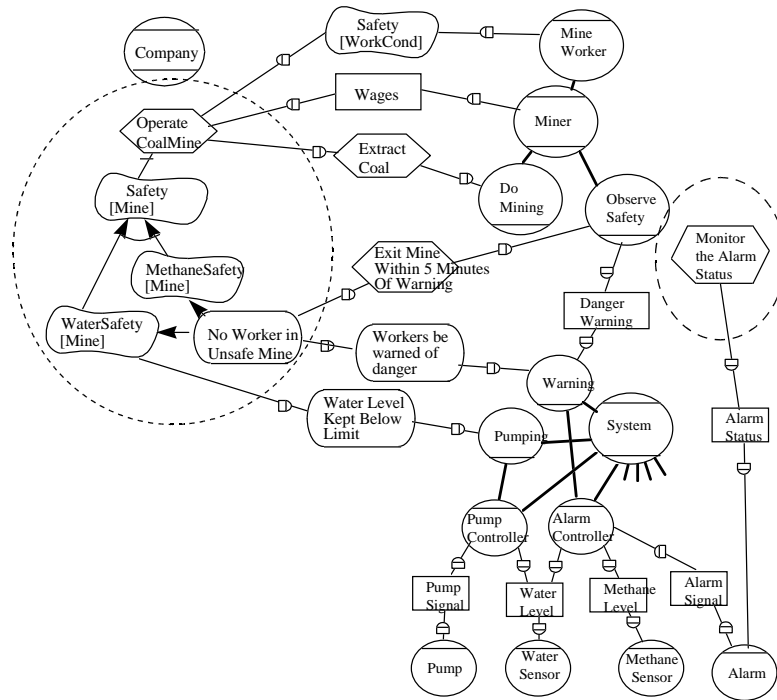 Safety
[WorkCond]
Mine
Worker
Company
Wages
Miner
Operate
CoalMine
Extract
Coal
Do
Mining
Safety
[Mine]
Observe
Safety
Monitor
the Alarm
Status
MethaneSafety
[Mine]
Exit Mine
Within 5 Minutes
Of Warning
Danger
Warning
WaterSafety
[Mine]
No Worker in
Unsafe Mine
Workers be
warned of
danger
Warning
Water Level
Kept Below
Limit
Pumping
System
Alarm
Status
Pump
Controller
Alarm
Controller
Pump
Signal
Water
Level
Methane
Level
Alarm
Signal
Pump
Water
Sensor
Methane
Sensor
Alarm